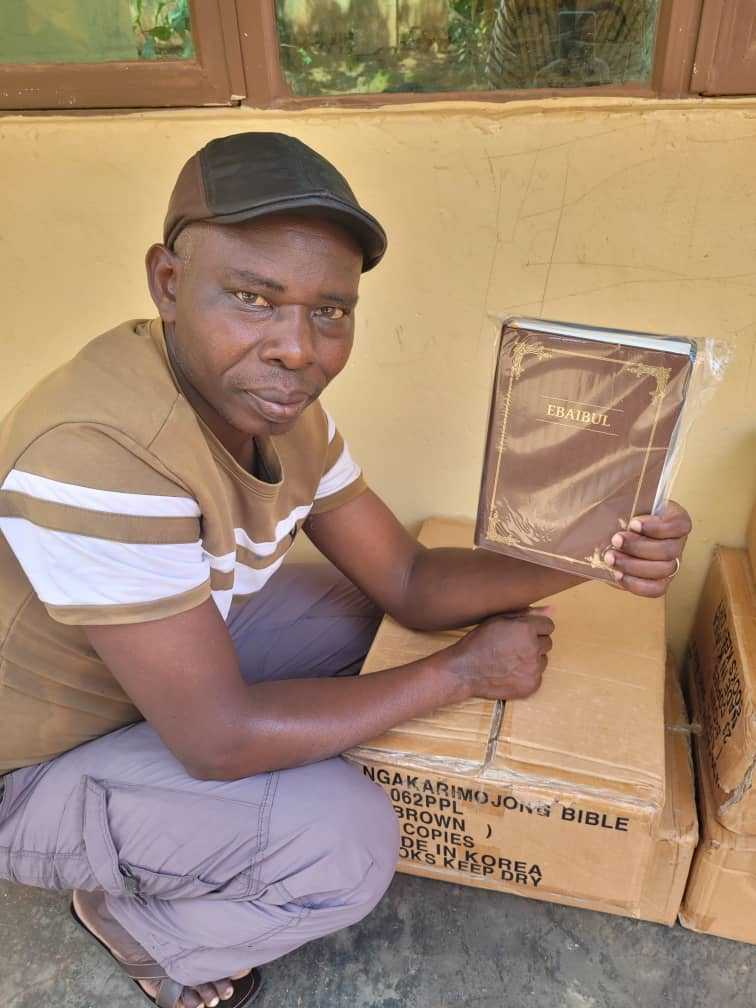 EBAIBUL
NGAKARIMOJONG BIBLE
062PPL
BROWN )
COPIES
DE IN KOREA
OKS KEEP DRY